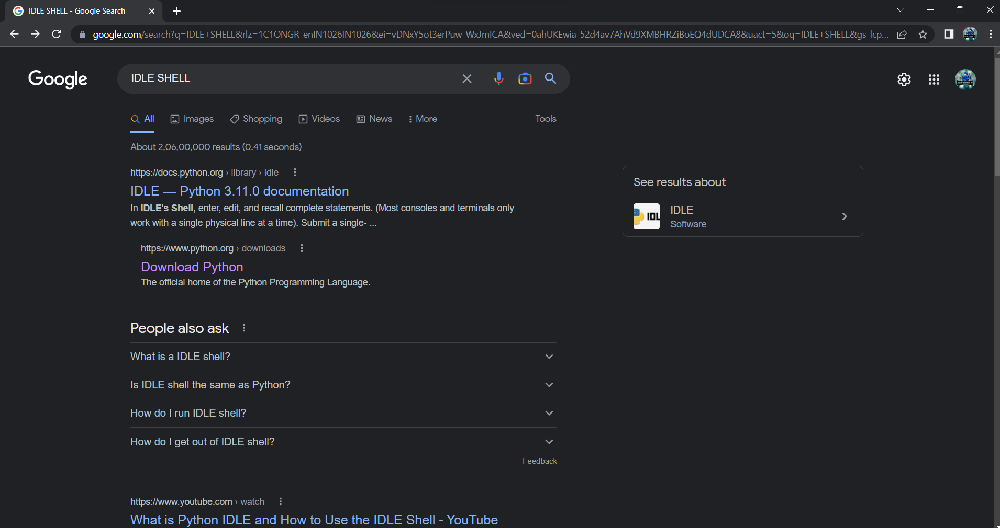 IDLE SHELL - Google Search
google.com/search?q=IDLE+SHELL&rlz=1C1ONGR_enIN1026IN1026&ei=vDNxY5ot3erPuw-WxJmICA&ved=0ahUKEwia-52d4av7AhVd9XMBHRZiBoEQ4dUDCA8&uact=5&oq=IDLE+SHELL&gs_lcp...
Google
IDLE SHELL
All Images Shopping Videos News More Tools
About 2,06,00,000 results (0.41 seconds)
https://docs.python.org › library › idle
IDLE — Python 3.11.0 documentation
In IDLE's Shell, enter, edit, and recall complete statements. (Most consoles and terminals only
work with a single physical line at a time). Submit a single- ...
https://www.python.org › downloads
Download Python
The official home of the Python Programming Language.
See results about
IDL
IDLE
Software
People also ask
What is a IDLE shell?
Is IDLE shell the same as Python?
How do I run IDLE shell?
How do I get out of IDLE shell?
Feedback
https://www.youtube.com › watch
What is Python IDLE and How to Use the IDLE Shell - YouTube